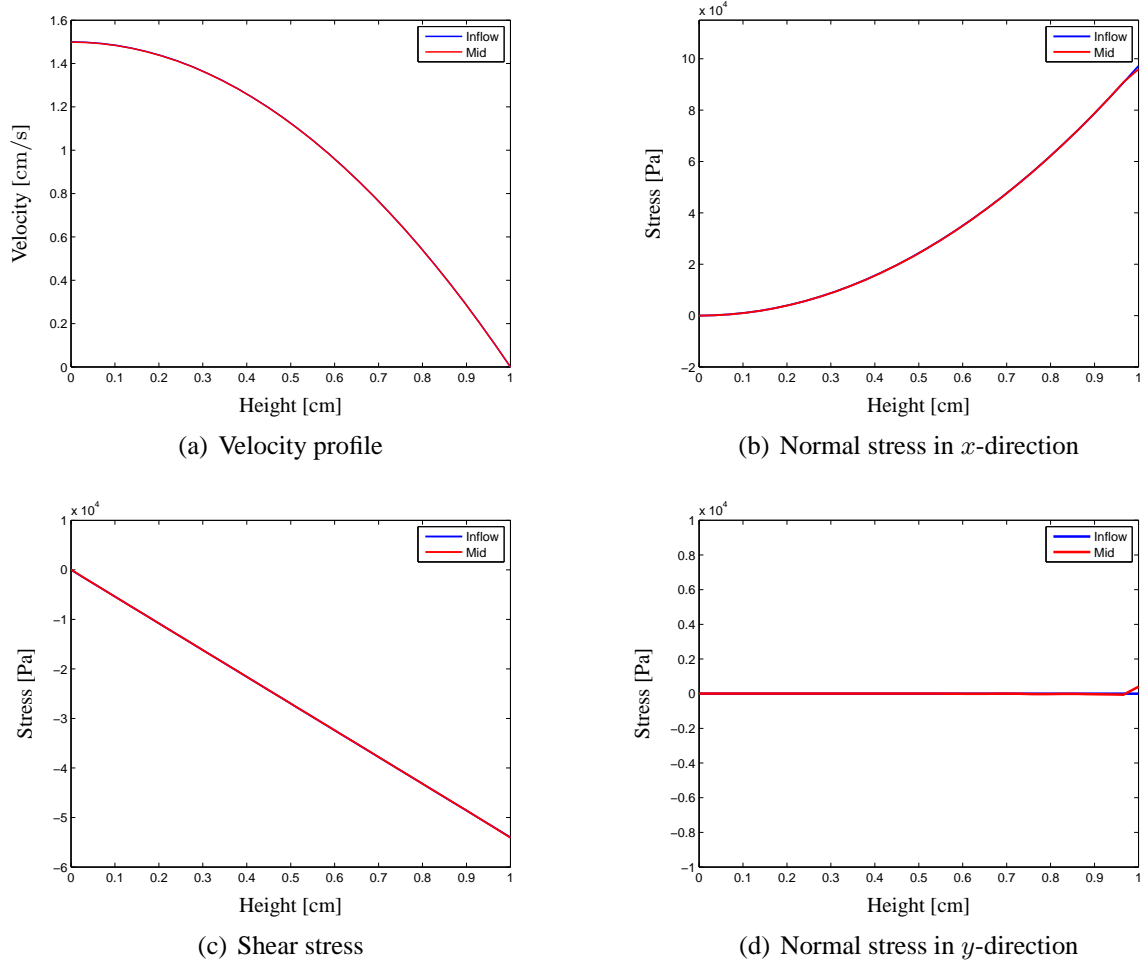 Velocity [cm/s]
1.6
1.4
1.2
1
0.8
0.6
0.4
0.2
0
Inflow
Mid
0 0.1 0.2 0.3 0.4 0.5 0.6 0.7 0.8 0.9 1
Height [cm]
(a) Velocity profile
x 10^4
Stress [Pa]
10
8
6
4
2
0
−2
Inflow
Mid
0 0.1 0.2 0.3 0.4 0.5 0.6 0.7 0.8 0.9 1
Height [cm]
(b) Normal stress in x-direction
x 10^4
Stress [Pa]
1
0
−1
−2
−3
−4
−5
−6
Inflow
Mid
0 0.1 0.2 0.3 0.4 0.5 0.6 0.7 0.8 0.9 1
Height [cm]
(c) Shear stress
x 10^4
Stress [Pa]
1
0.8
0.6
0.4
0.2
0
−0.2
−0.4
−0.6
−0.8
−1
Inflow
Mid
0 0.1 0.2 0.3 0.4 0.5 0.6 0.7 0.8 0.9 1
Height [cm]
(d) Normal stress in y-direction